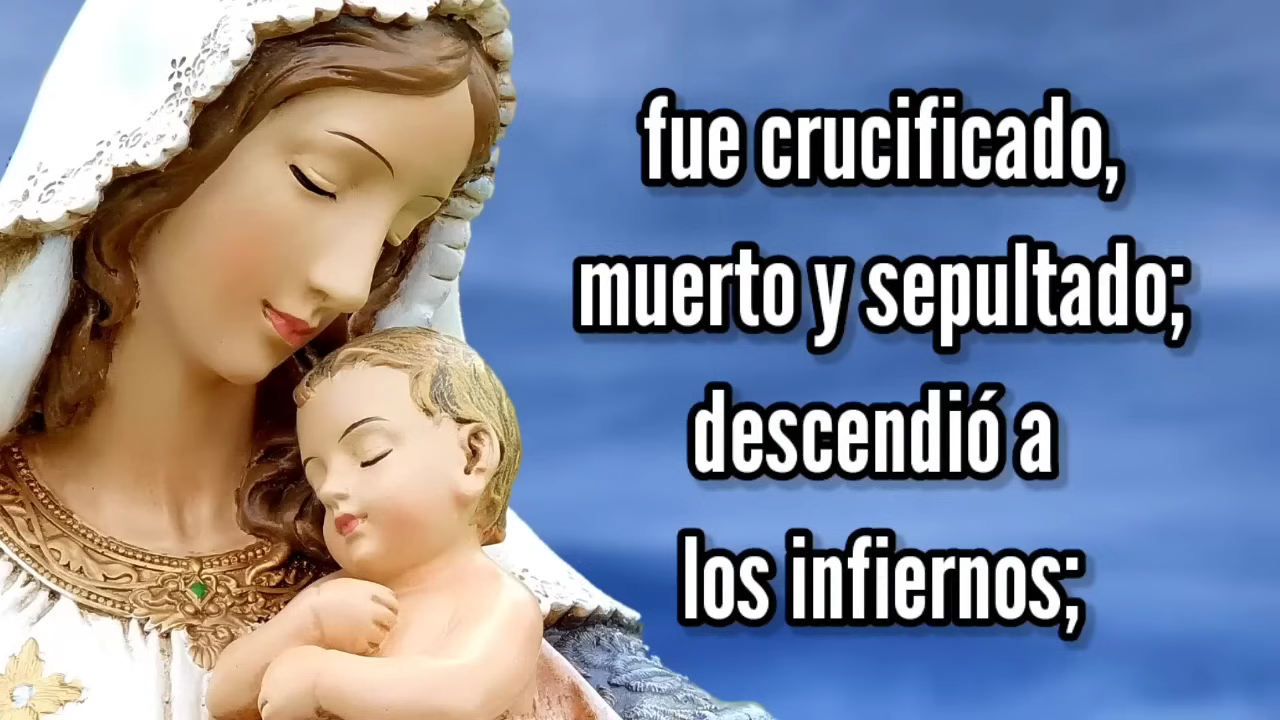 fue crucificado,
muerto y sepultado;
descendió a
los infiernos;